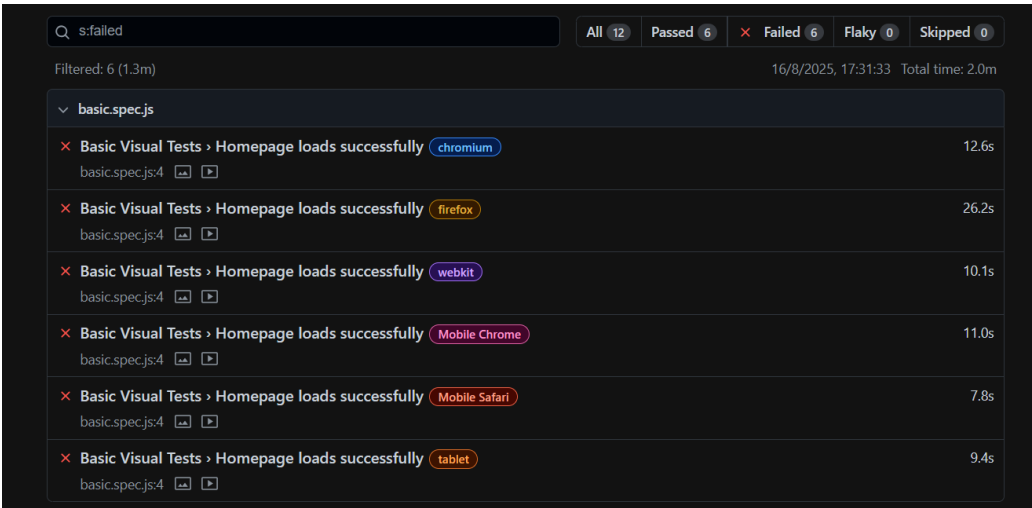 s:failed All 12 Passed 6 × Failed 6 Flaky 0 Skipped 0
Filtered: 6 (1.3m) 16/8/2025, 17:31:33 Total time: 2.0m
basic.spec.js
× Basic Visual Tests › Homepage loads successfully chromium 12.6s
basic.spec.js:4
× Basic Visual Tests › Homepage loads successfully firefox 26.2s
basic.spec.js:4
× Basic Visual Tests › Homepage loads successfully webkit 10.1s
basic.spec.js:4
× Basic Visual Tests › Homepage loads successfully Mobile Chrome 11.0s
basic.spec.js:4
× Basic Visual Tests › Homepage loads successfully Mobile Safari 7.8s
basic.spec.js:4
× Basic Visual Tests › Homepage loads successfully tablet 9.4s
basic.spec.js:4